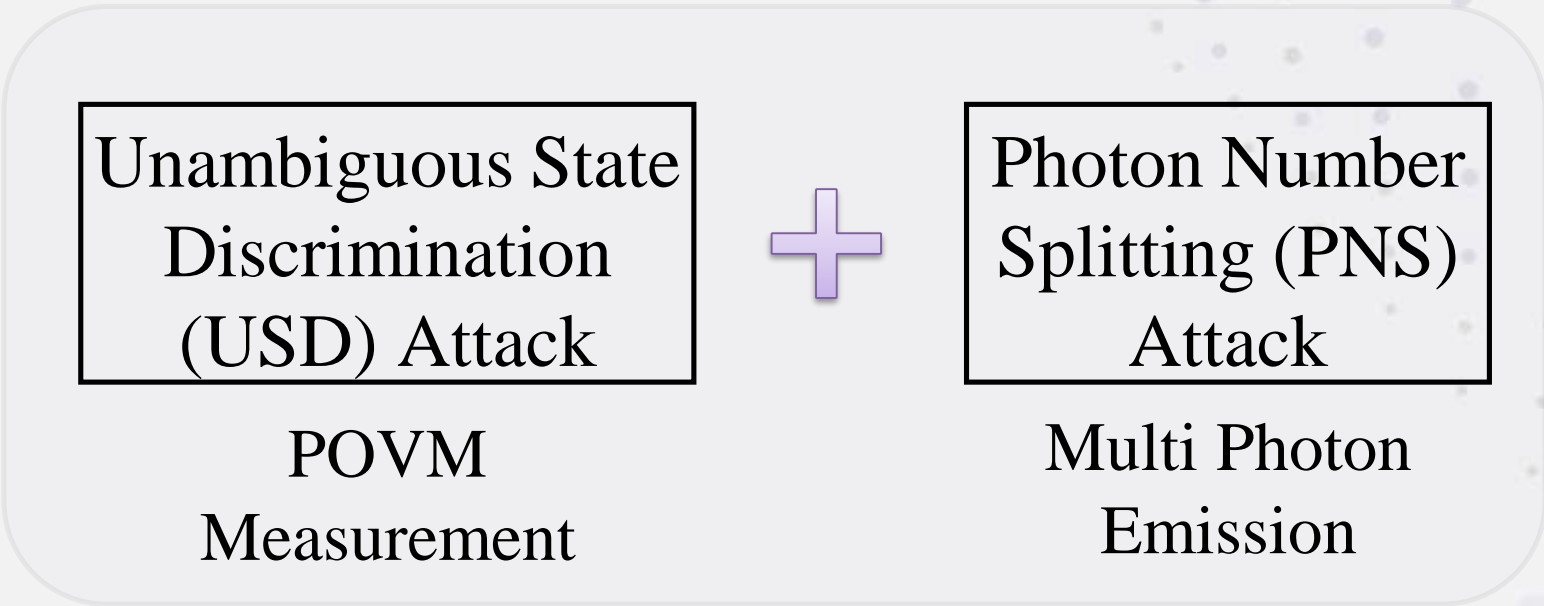 Unambiguous State
Discrimination
(USD) Attack
POVM
Measurement
Photon Number
Splitting (PNS)
Attack
Multi Photon
Emission